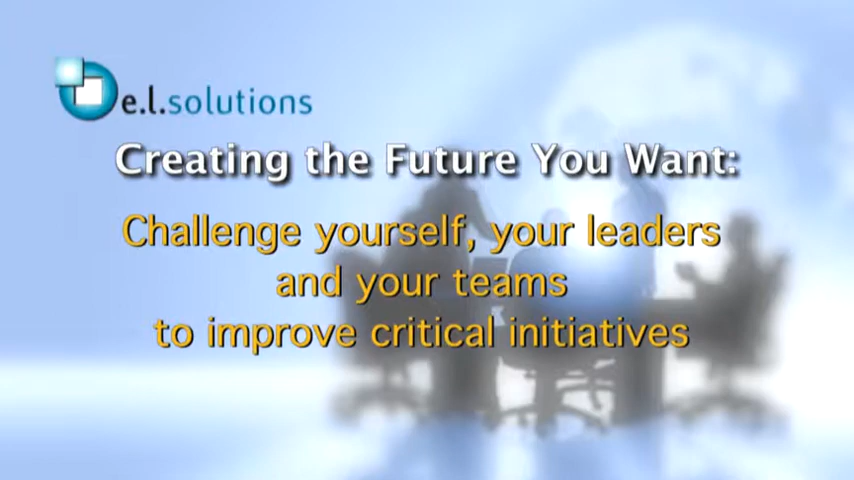 e.l.solutions
Creating the Future You Want:
Challenge yourself, your leaders
and your teams
to improve critical initiatives